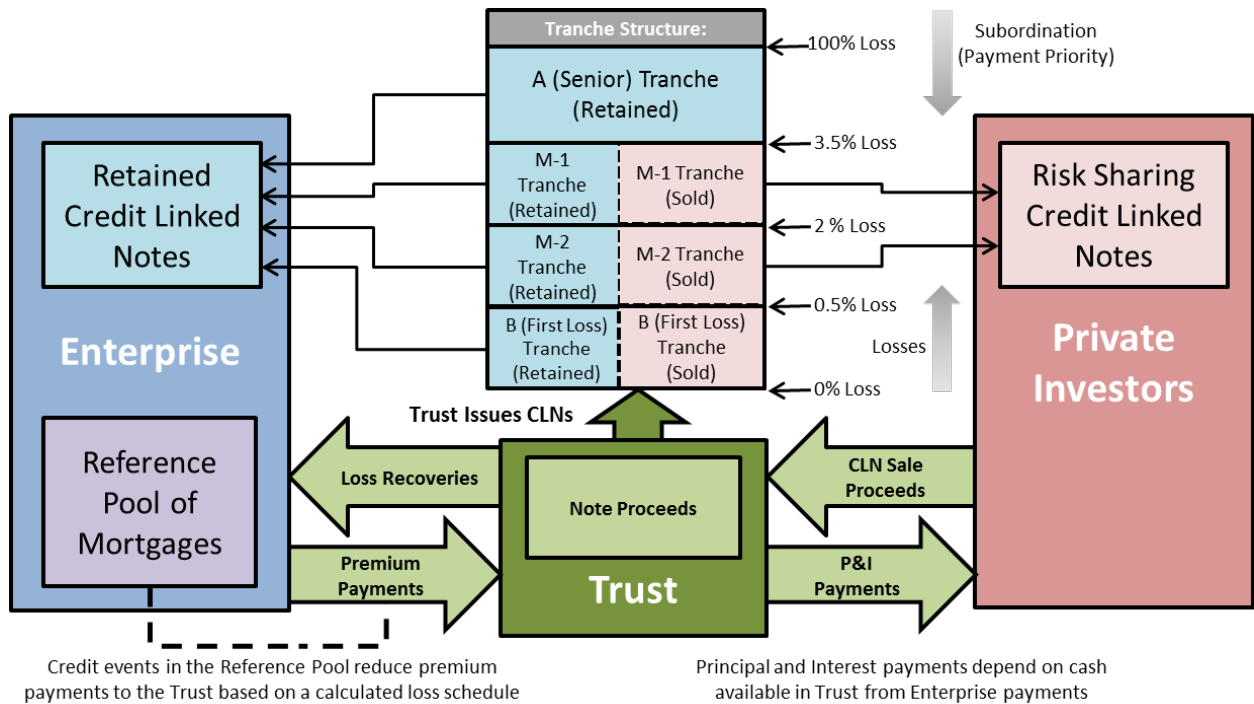 Tranche Structure:
100% Loss
Subordination
(Payment Priority)
A (Senior) Tranche
(Retained)
3.5% Loss
M-1
Tranche
(Retained)
M-1 Tranche
(Sold)
2 % Loss
M-2
Tranche
(Retained)
M-2 Tranche
(Sold)
0.5% Loss
B (First Loss)
Tranche
(Retained)
B (First Loss)
Tranche
(Sold)
Losses
0% Loss
Retained
Credit Linked
Notes
Enterprise
Reference
Pool of
Mortgages
Risk Sharing
Credit Linked
Notes
Private
Investors
Trust Issues CLNs
Loss Recoveries
Premium
Payments
Note Proceeds
Trust
CLN Sale
Proceeds
P&I
Payments
Credit events in the Reference Pool reduce premium
payments to the Trust based on a calculated loss schedule
Principal and Interest payments depend on cash
available in Trust from Enterprise payments